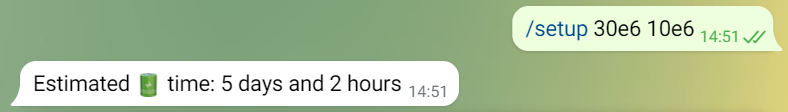 /setup 30e6 10e6 14:51
Estimated 🛢️ time: 5 days and 2 hours 14:51